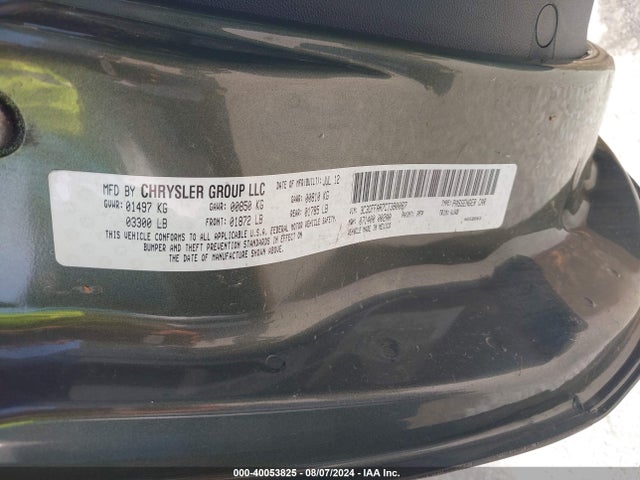 MFD BY CHRYSLER GROUP LLC
DATE OF MFR/BUILT: JUL 12
GVWR: 01497 KG
03300 LB
GAWR: 00850 KG
FRONT: 01872 LB
GAWR: 00810 KG
REAR: 01785 LB
THIS VEHICLE CONFORMS TO ALL APPLICABLE U.S.A. FEDERAL MOTOR VEHICLE SAFETY,
BUMPER AND THEFT PREVENTION STANDARDS IN EFFECT ON
THE DATE OF MANUFACTURE SHOWN ABOVE.
TYPE: PASSENGER CAR
VEHICLE MADE IN MEXICO
000-40053825 - 08/07/2024 - IAA Inc.